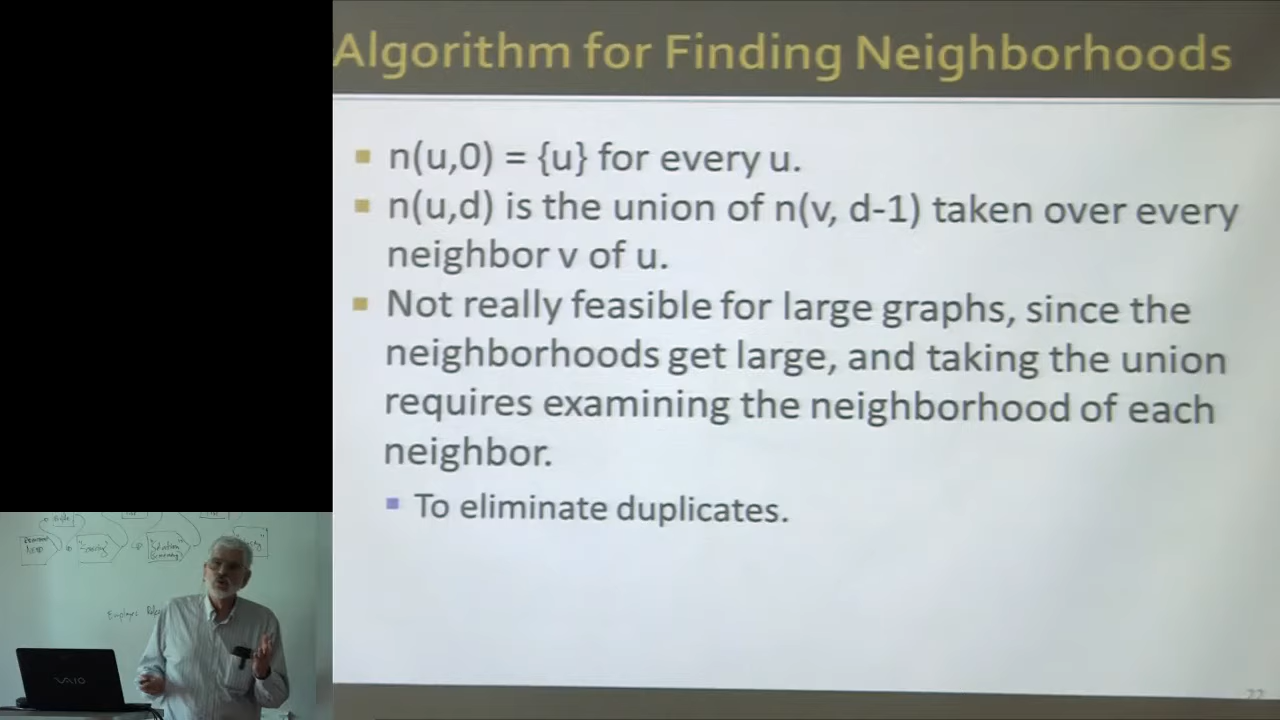 Algorithm for Finding Neighborhoods
n(u,0) = {u} for every u.
n(u,d) is the union of n(v, d-1) taken over every
neighbor v of u.
Not really feasible for large graphs, since the
neighborhoods get large, and taking the union
requires examining the neighborhood of each
neighbor.
To eliminate duplicates.
22
VAIO